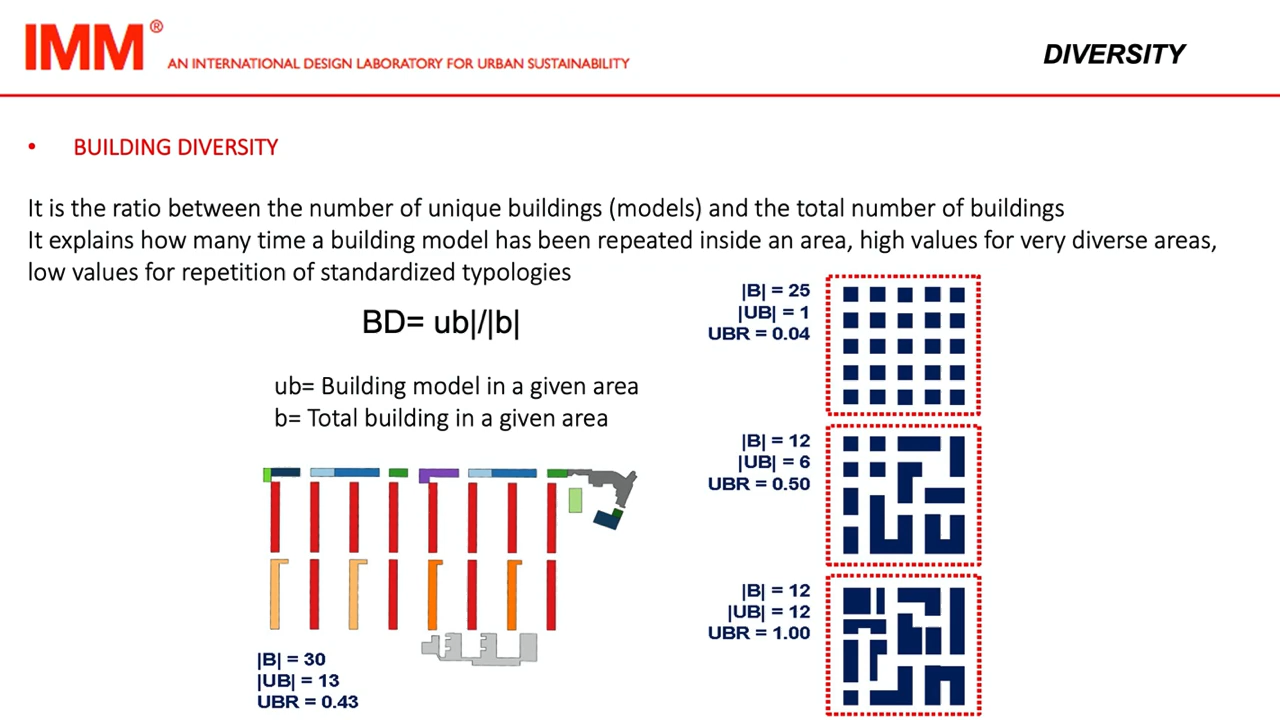 IMM®
AN INTERNATIONAL DESIGN LABORATORY FOR URBAN SUSTAINABILITY
DIVERSITY
• BUILDING DIVERSITY
It is the ratio between the number of unique buildings (models) and the total number of buildings
It explains how many time a building model has been repeated inside an area, high values for very diverse areas,
low values for repetition of standardized typologies
BD= ub|/|b|
ub= Building model in a given area
b= Total building in a given area
|B| = 30
|UB| = 13
UBR = 0.43
|B| = 25
|UB| = 1
UBR = 0.04
|B| = 12
|UB| = 6
UBR = 0.50
|B| = 12
|UB| = 12
UBR = 1.00